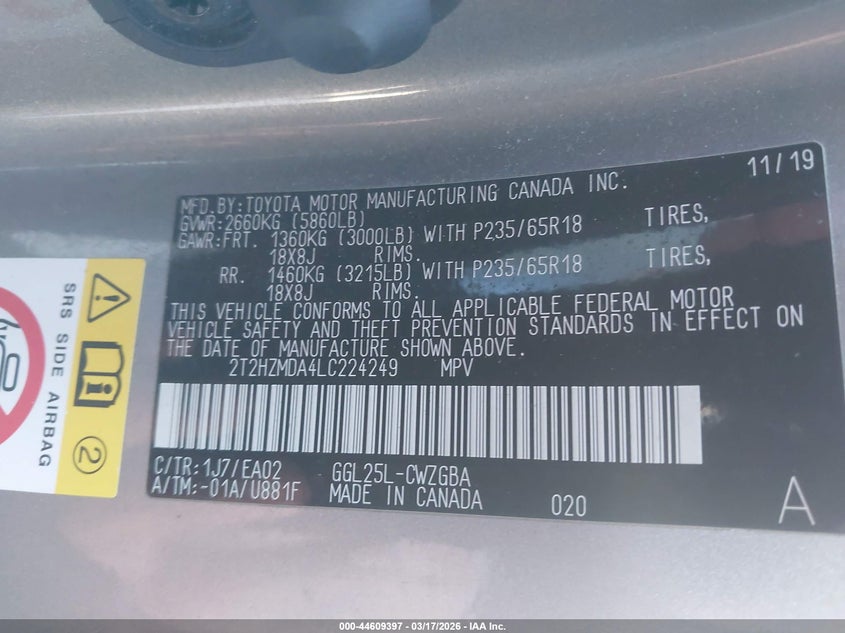 11/19
MFD.BY:TOYOTA MOTOR MANUFACTURING CANADA INC.
GVWR:2660KG (5860LB)
GAWR:FRT. 1360KG (3000LB) WITH P235/65R18 TIRES,
18X8J RIMS.
RR. 1460KG (3215LB) WITH P235/65R18 TIRES,
18X8J RIMS.
THIS VEHICLE CONFORMS TO ALL APPLICABLE FEDERAL MOTOR
VEHICLE SAFETY AND THEFT PREVENTION STANDARDS IN EFFECT ON
THE DATE OF MANUFACTURE SHOWN ABOVE.
2T2HZMDA4LC224249 MPV
C/TR:1J7/EA02 GGL25L-CWZGBA
A/TM:-01A/U881F MADE IN CANADA 020 A
SRS SIDE AIRBAG
2
000-44609397 - 03/17/2026 - IAA Inc.